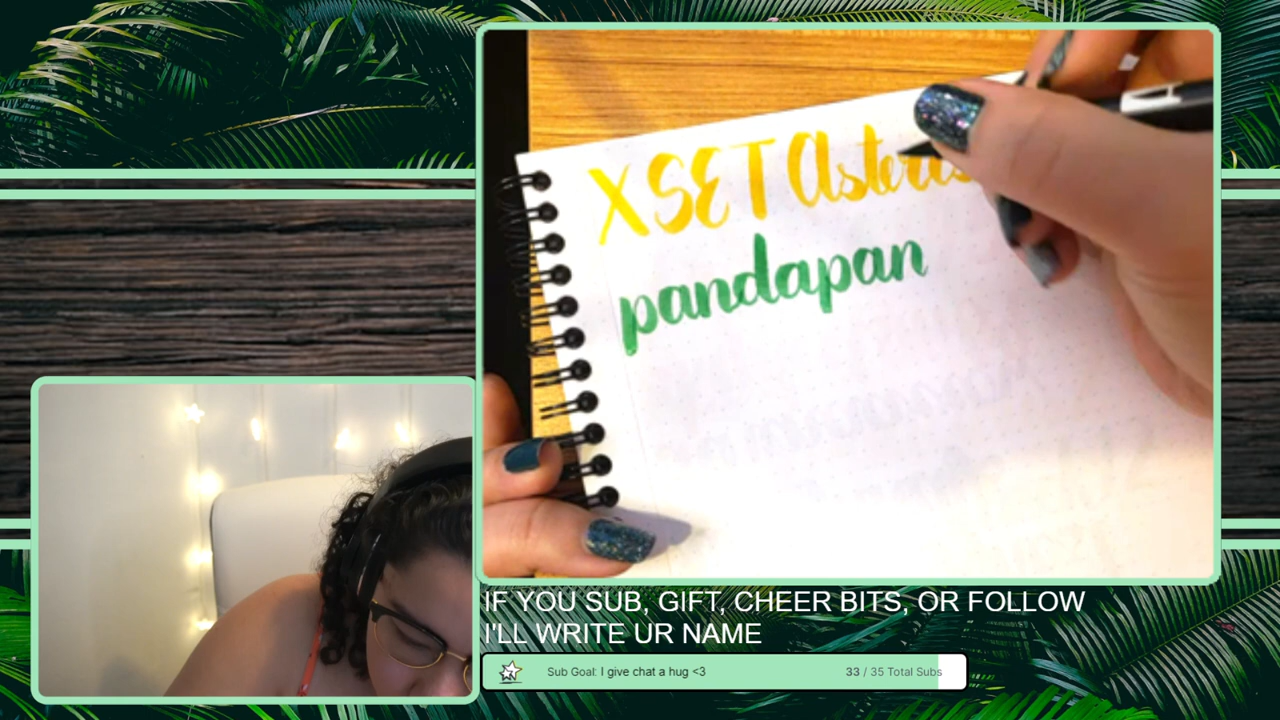 XSET Asteris
pandapan
IF YOU SUB, GIFT, CHEER BITS, OR FOLLOW
I'LL WRITE UR NAME
Sub Goal: I give chat a hug <3 33 / 35 Total Subs